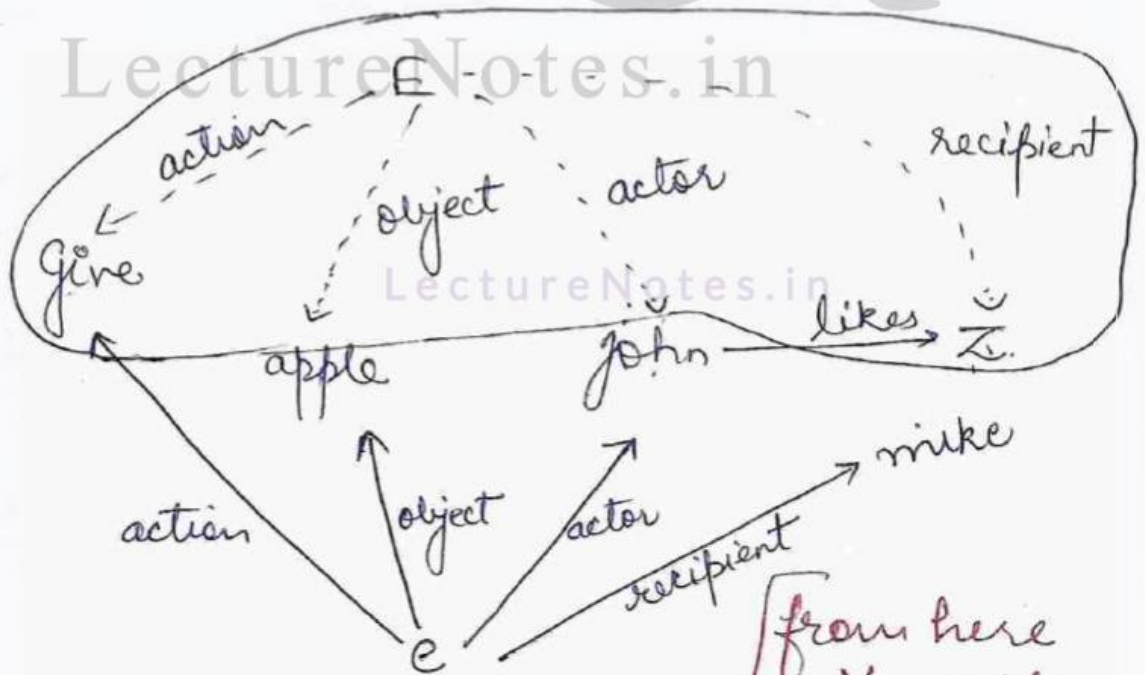 LectureNotes.in
E
action
object
actor
recipient
Give
LectureNotes.in
apple
john
likes
Z.
mike
action
object
actor
recipient
from here
e